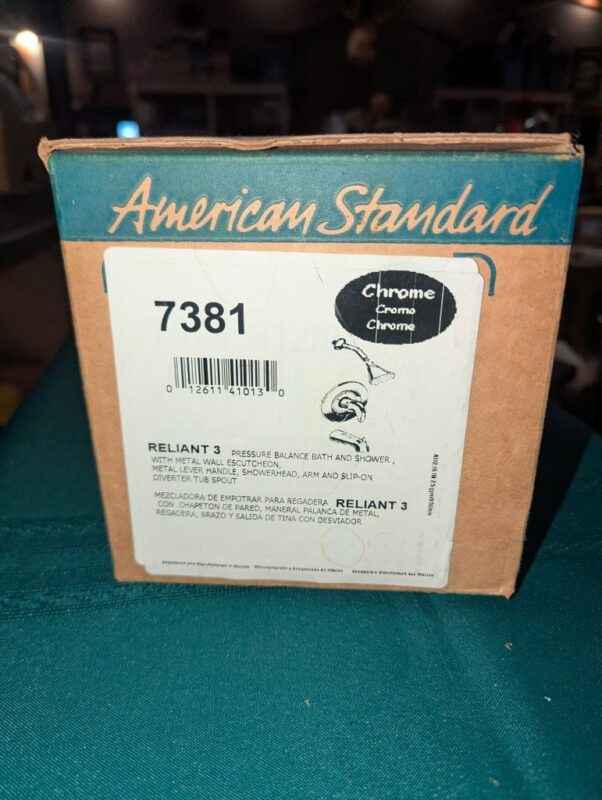 American Standard
7381
Chrome
Cromo
Chrome
0 12611 41013 0
RELIANT 3 PRESSURE BALANCE BATH AND SHOWER,
WITH METAL WALL ESCUTCHEON,
METAL LEVER HANDLE, SHOWERHEAD, ARM AND SLIP-ON
DIVERTER TUB SPOUT
MEZCLADORA DE EMPOTRAR PARA REGADERA RELIANT 3
CON CHAPETON DE PARED, MANERAL PALANCA DE METAL,
REGADERA, BRAZO Y SALIDA DE TINA CON DESVIADOR